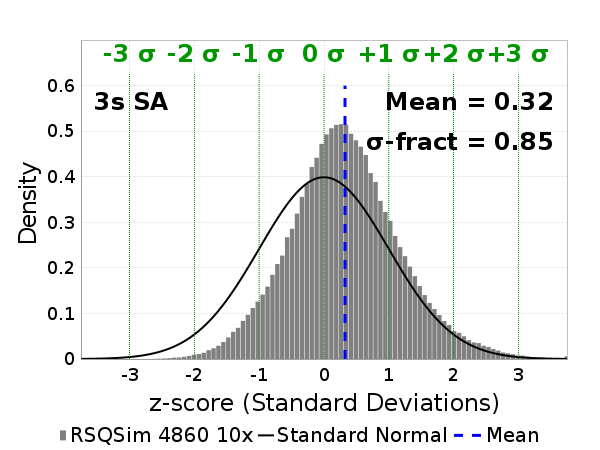 -3 σ -2 σ -1 σ 0 σ +1 σ +2 σ +3 σ
0.6
3s SA
Mean = 0.32
0.5
σ-fract = 0.85
0.4
0.3
0.2
0.1
0
Density
-3 -2 -1 0 1 2 3
z-score (Standard Deviations)
RSQSim 4860 10x Standard Normal Mean